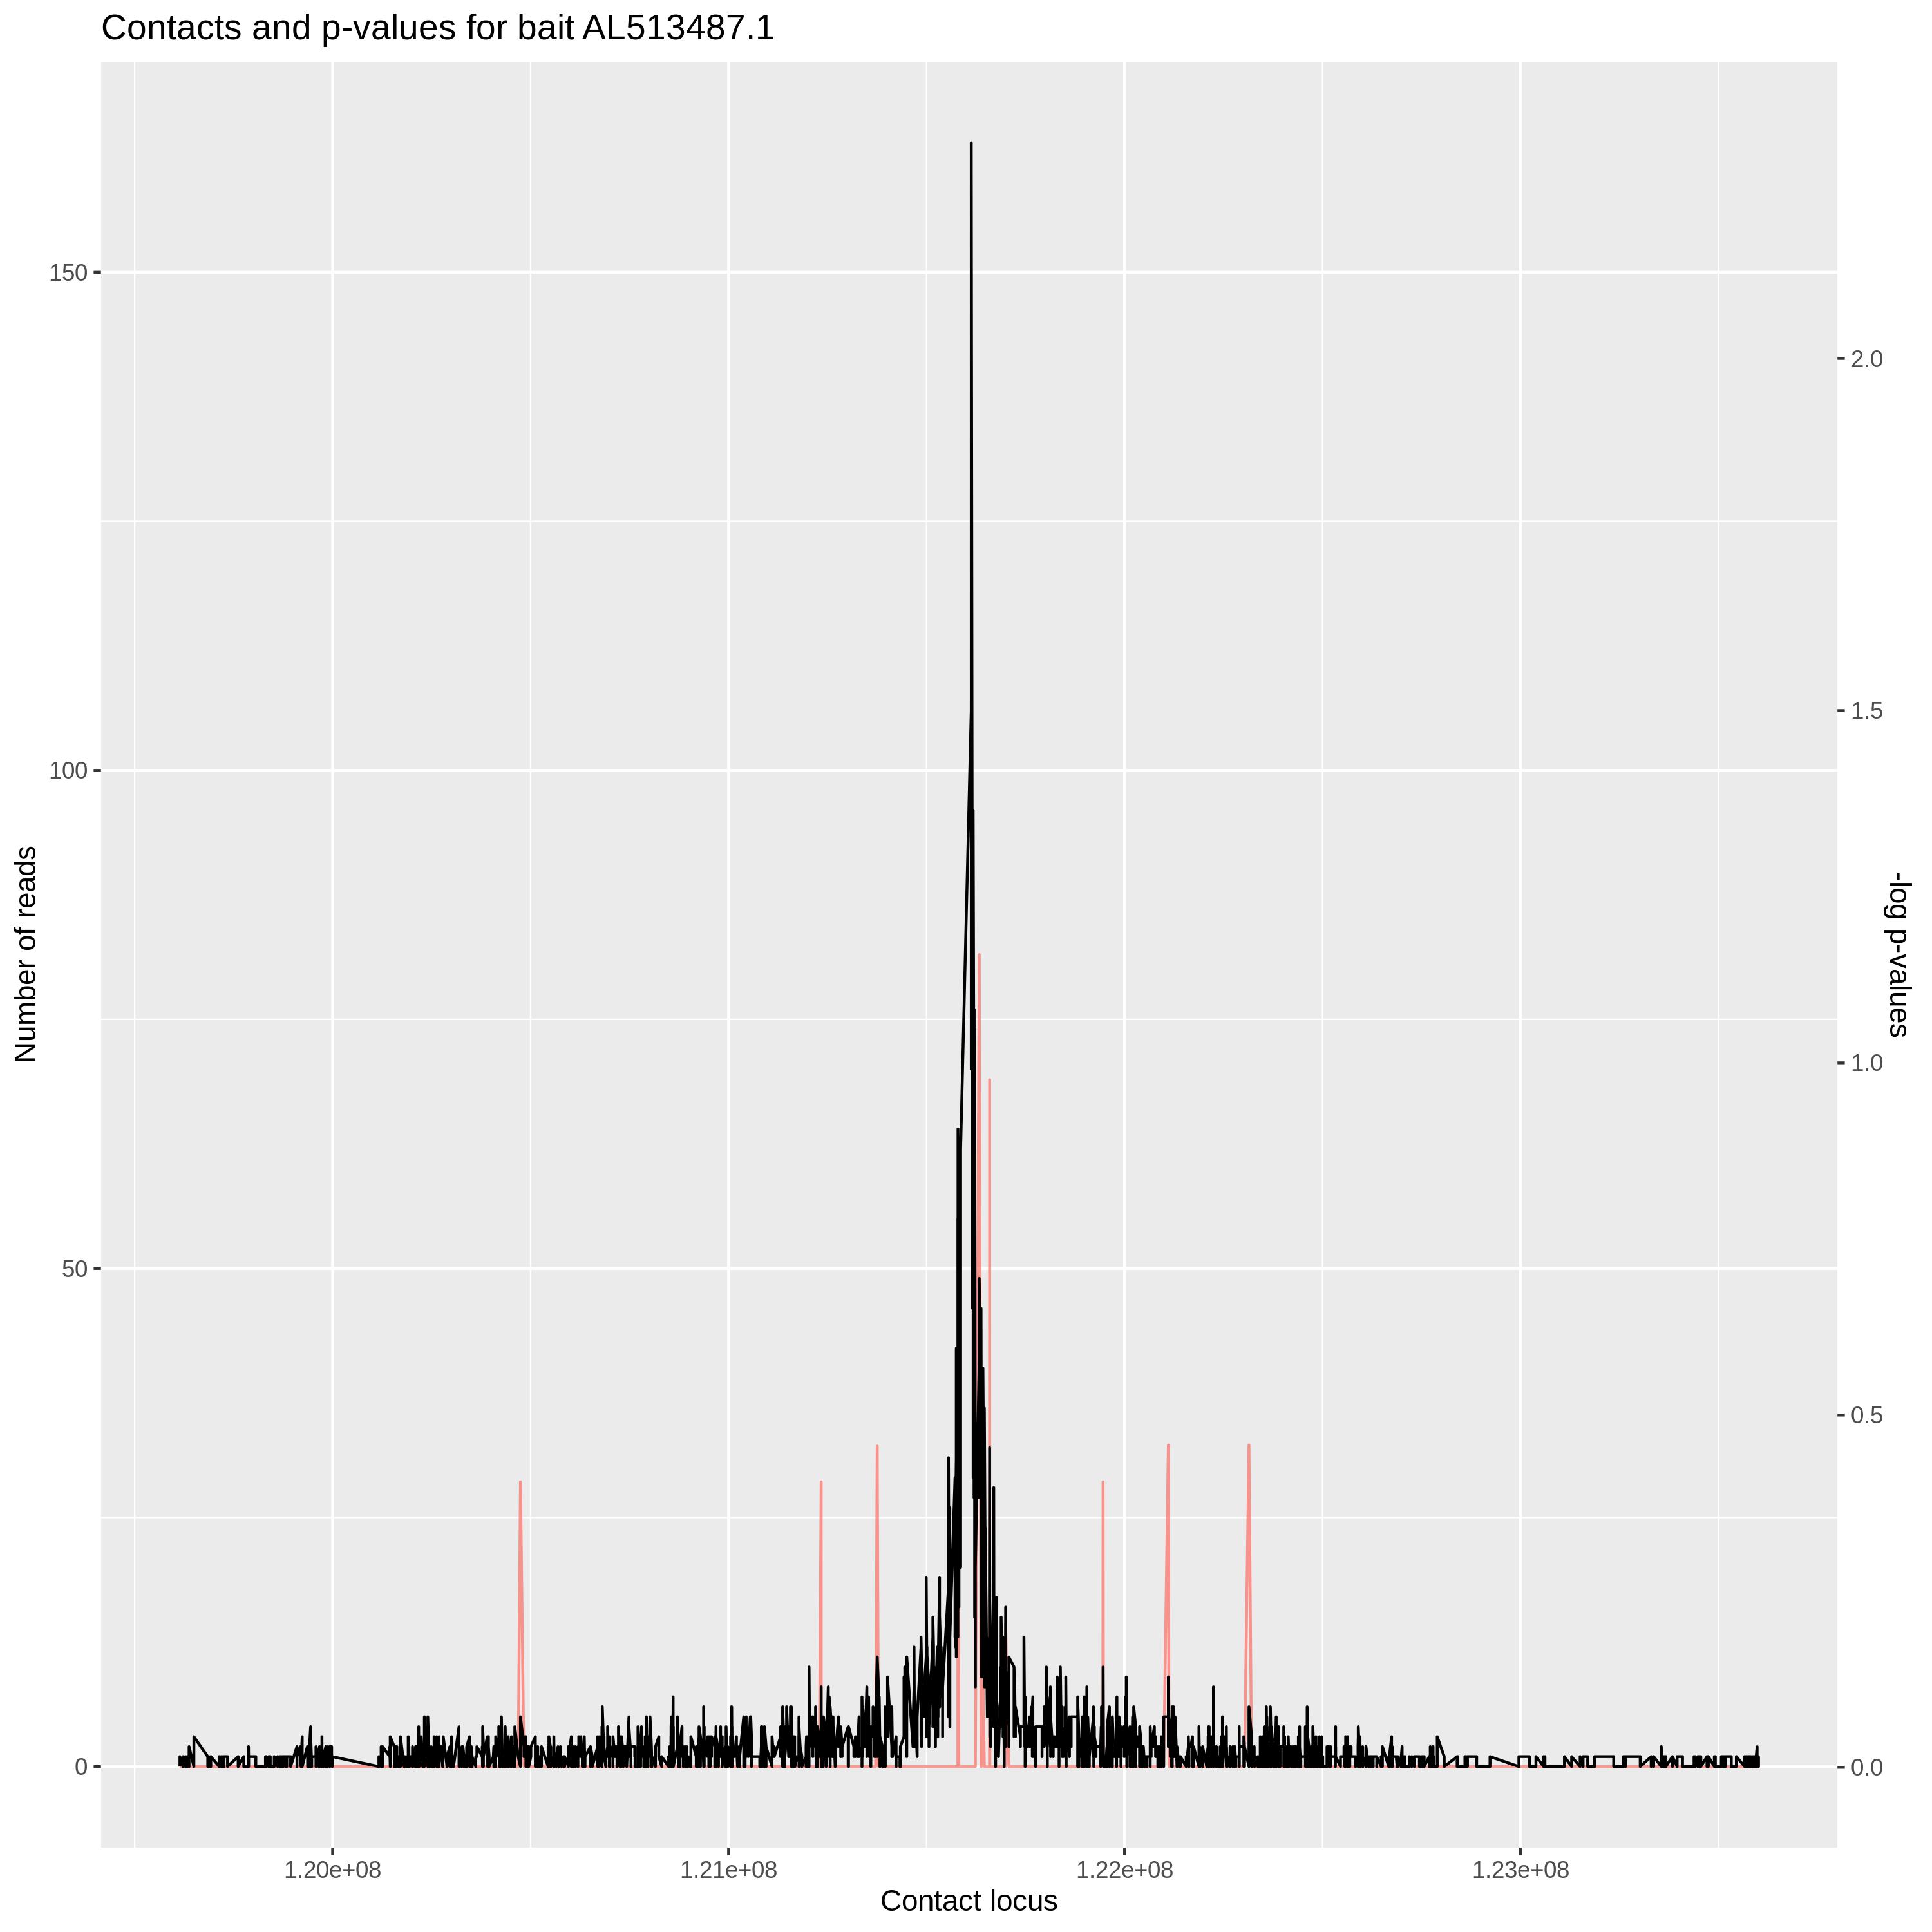 Contacts and p-values for bait AL513487.1
150
100
50
0
Number of reads
2.0
1.5
1.0
0.5
0.0
-log p-values
1.20e+08
1.21e+08
1.22e+08
1.23e+08
Contact locus